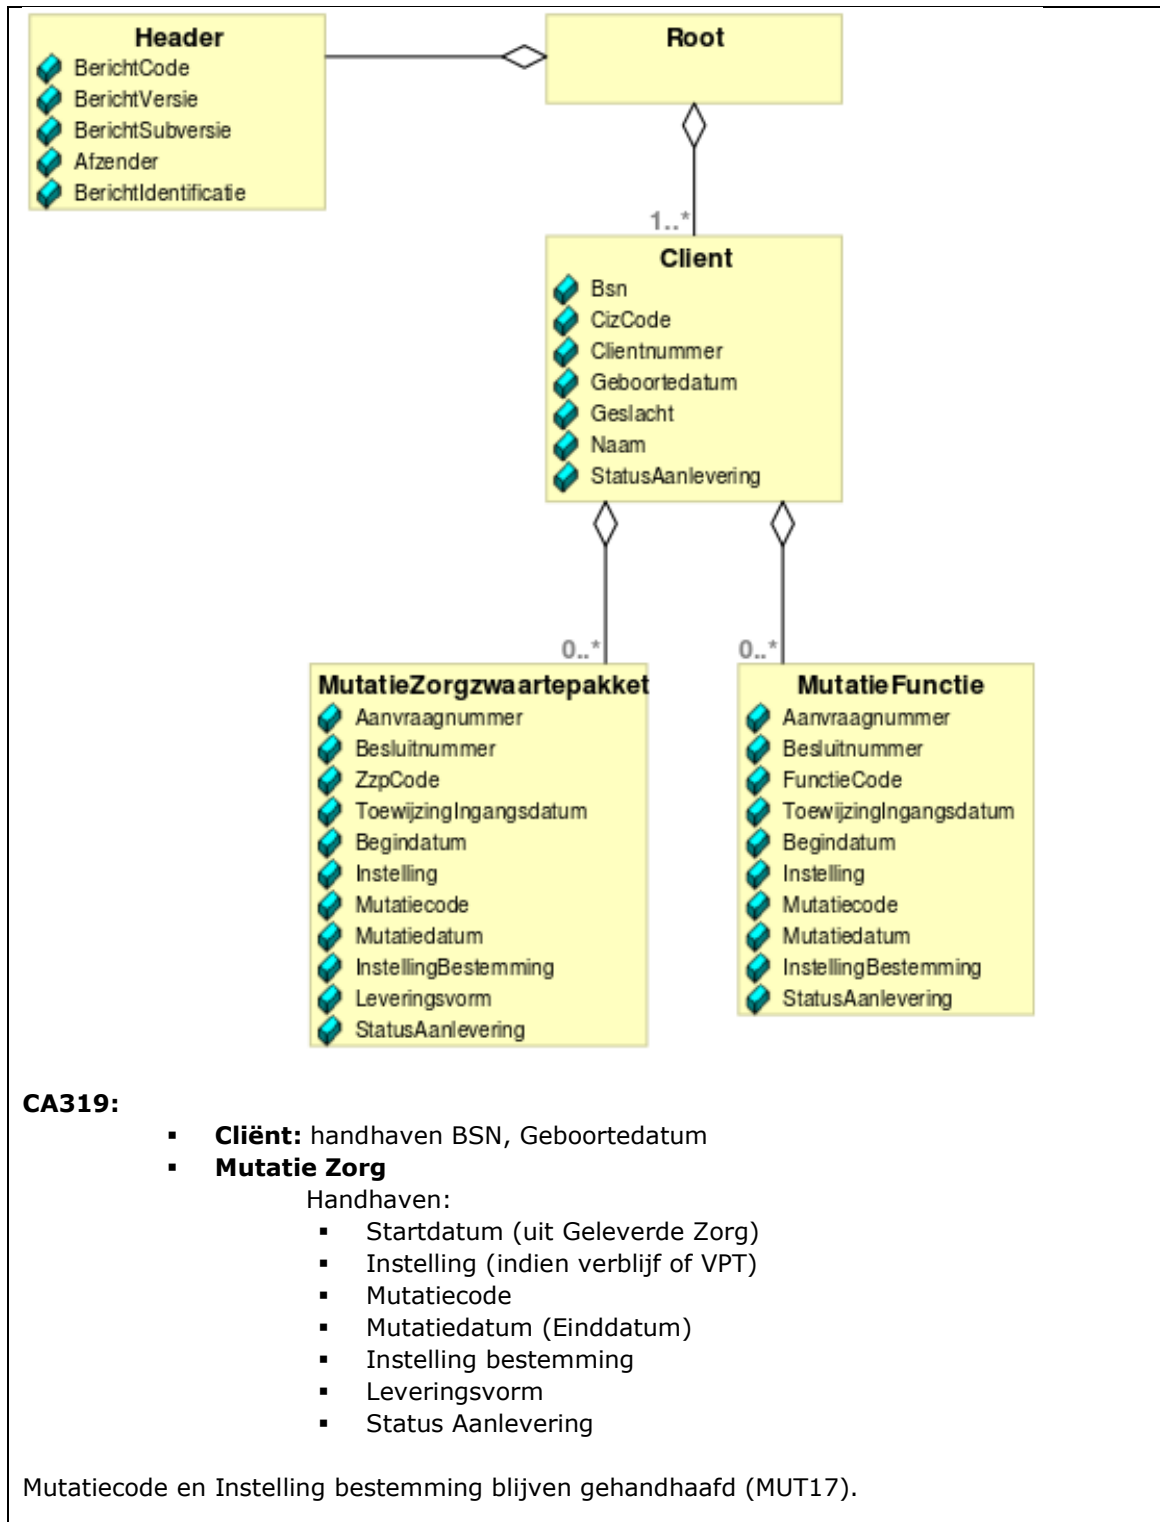 Header
BerichtCode
BerichtVersie
BerichtSubversie
Afzender
BerichtIdentificatie
Root
1..*
Client
Bsn
CizCode
Clientnummer
Geboortedatum
Geslacht
Naam
StatusAanlevering
0..*
0..*
MutatieZorgzwaartepakket
Aanvraagnummer
Besluitnummer
ZzpCode
ToewijzingIngangsdatum
Begindatum
Instelling
Mutatiecode
Mutatiedatum
InstellingBestemming
Leveringsvorm
StatusAanlevering
MutatieFunctie
Aanvraagnummer
Besluitnummer
FunctieCode
ToewijzingIngangsdatum
Begindatum
Instelling
Mutatiecode
Mutatiedatum
InstellingBestemming
StatusAanlevering
CA319:
▪ Cliënt: handhaven BSN, Geboortedatum
▪ Mutatie Zorg
Handhaven:
▪ Startdatum (uit Geleverde Zorg)
▪ Instelling (indien verblijf of VPT)
▪ Mutatiecode
▪ Mutatiedatum (Einddatum)
▪ Instelling bestemming
▪ Leveringsvorm
▪ Status Aanlevering
Mutatiecode en Instelling bestemming blijven gehandhaafd (MUT17).